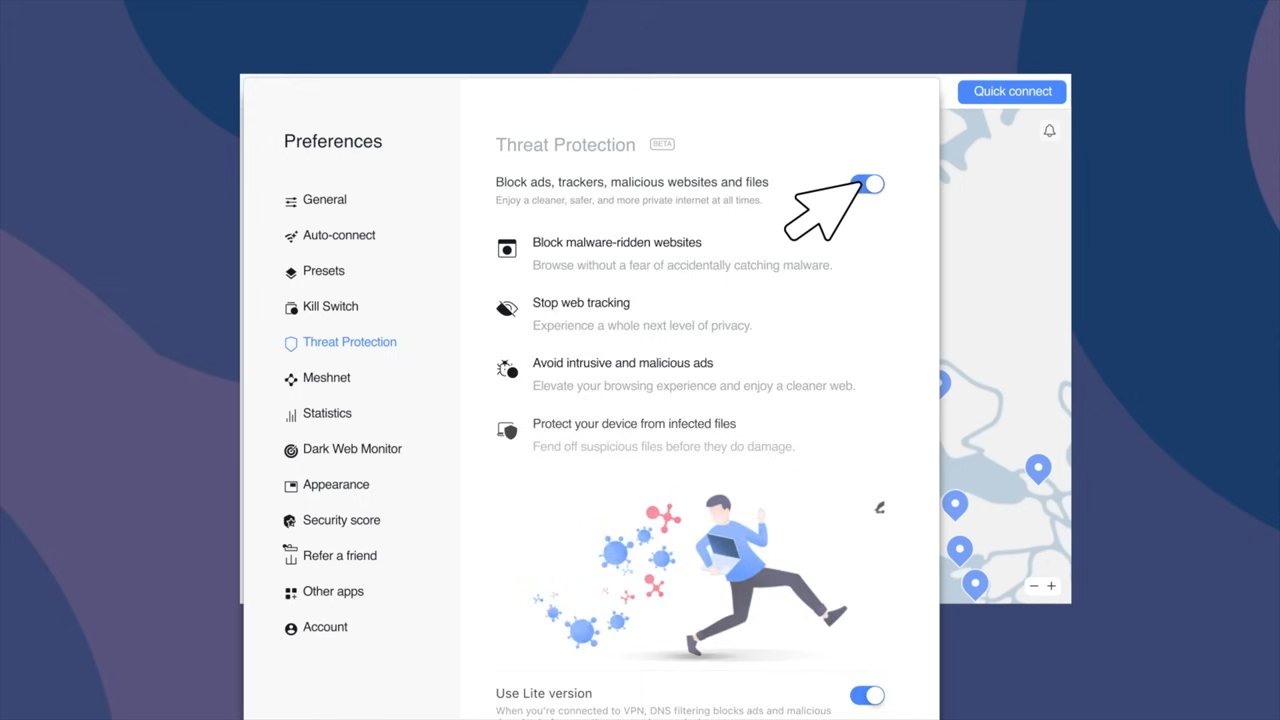 Quick connect
Preferences
General
Auto-connect
Presets
Kill Switch
Threat Protection
Meshnet
Statistics
Dark Web Monitor
Appearance
Security score
Refer a friend
Other apps
Account
Threat Protection BETA
Block ads, trackers, malicious websites and files
Enjoy a cleaner, safer, and more private internet at all times.
Block malware-ridden websites
Browse without a fear of accidentally catching malware.
Stop web tracking
Experience a whole next level of privacy.
Avoid intrusive and malicious ads
Elevate your browsing experience and enjoy a cleaner web.
Protect your device from infected files
Fend off suspicious files before they do damage.
Use Lite version
When you're connected to VPN, DNS filtering blocks ads and malicious